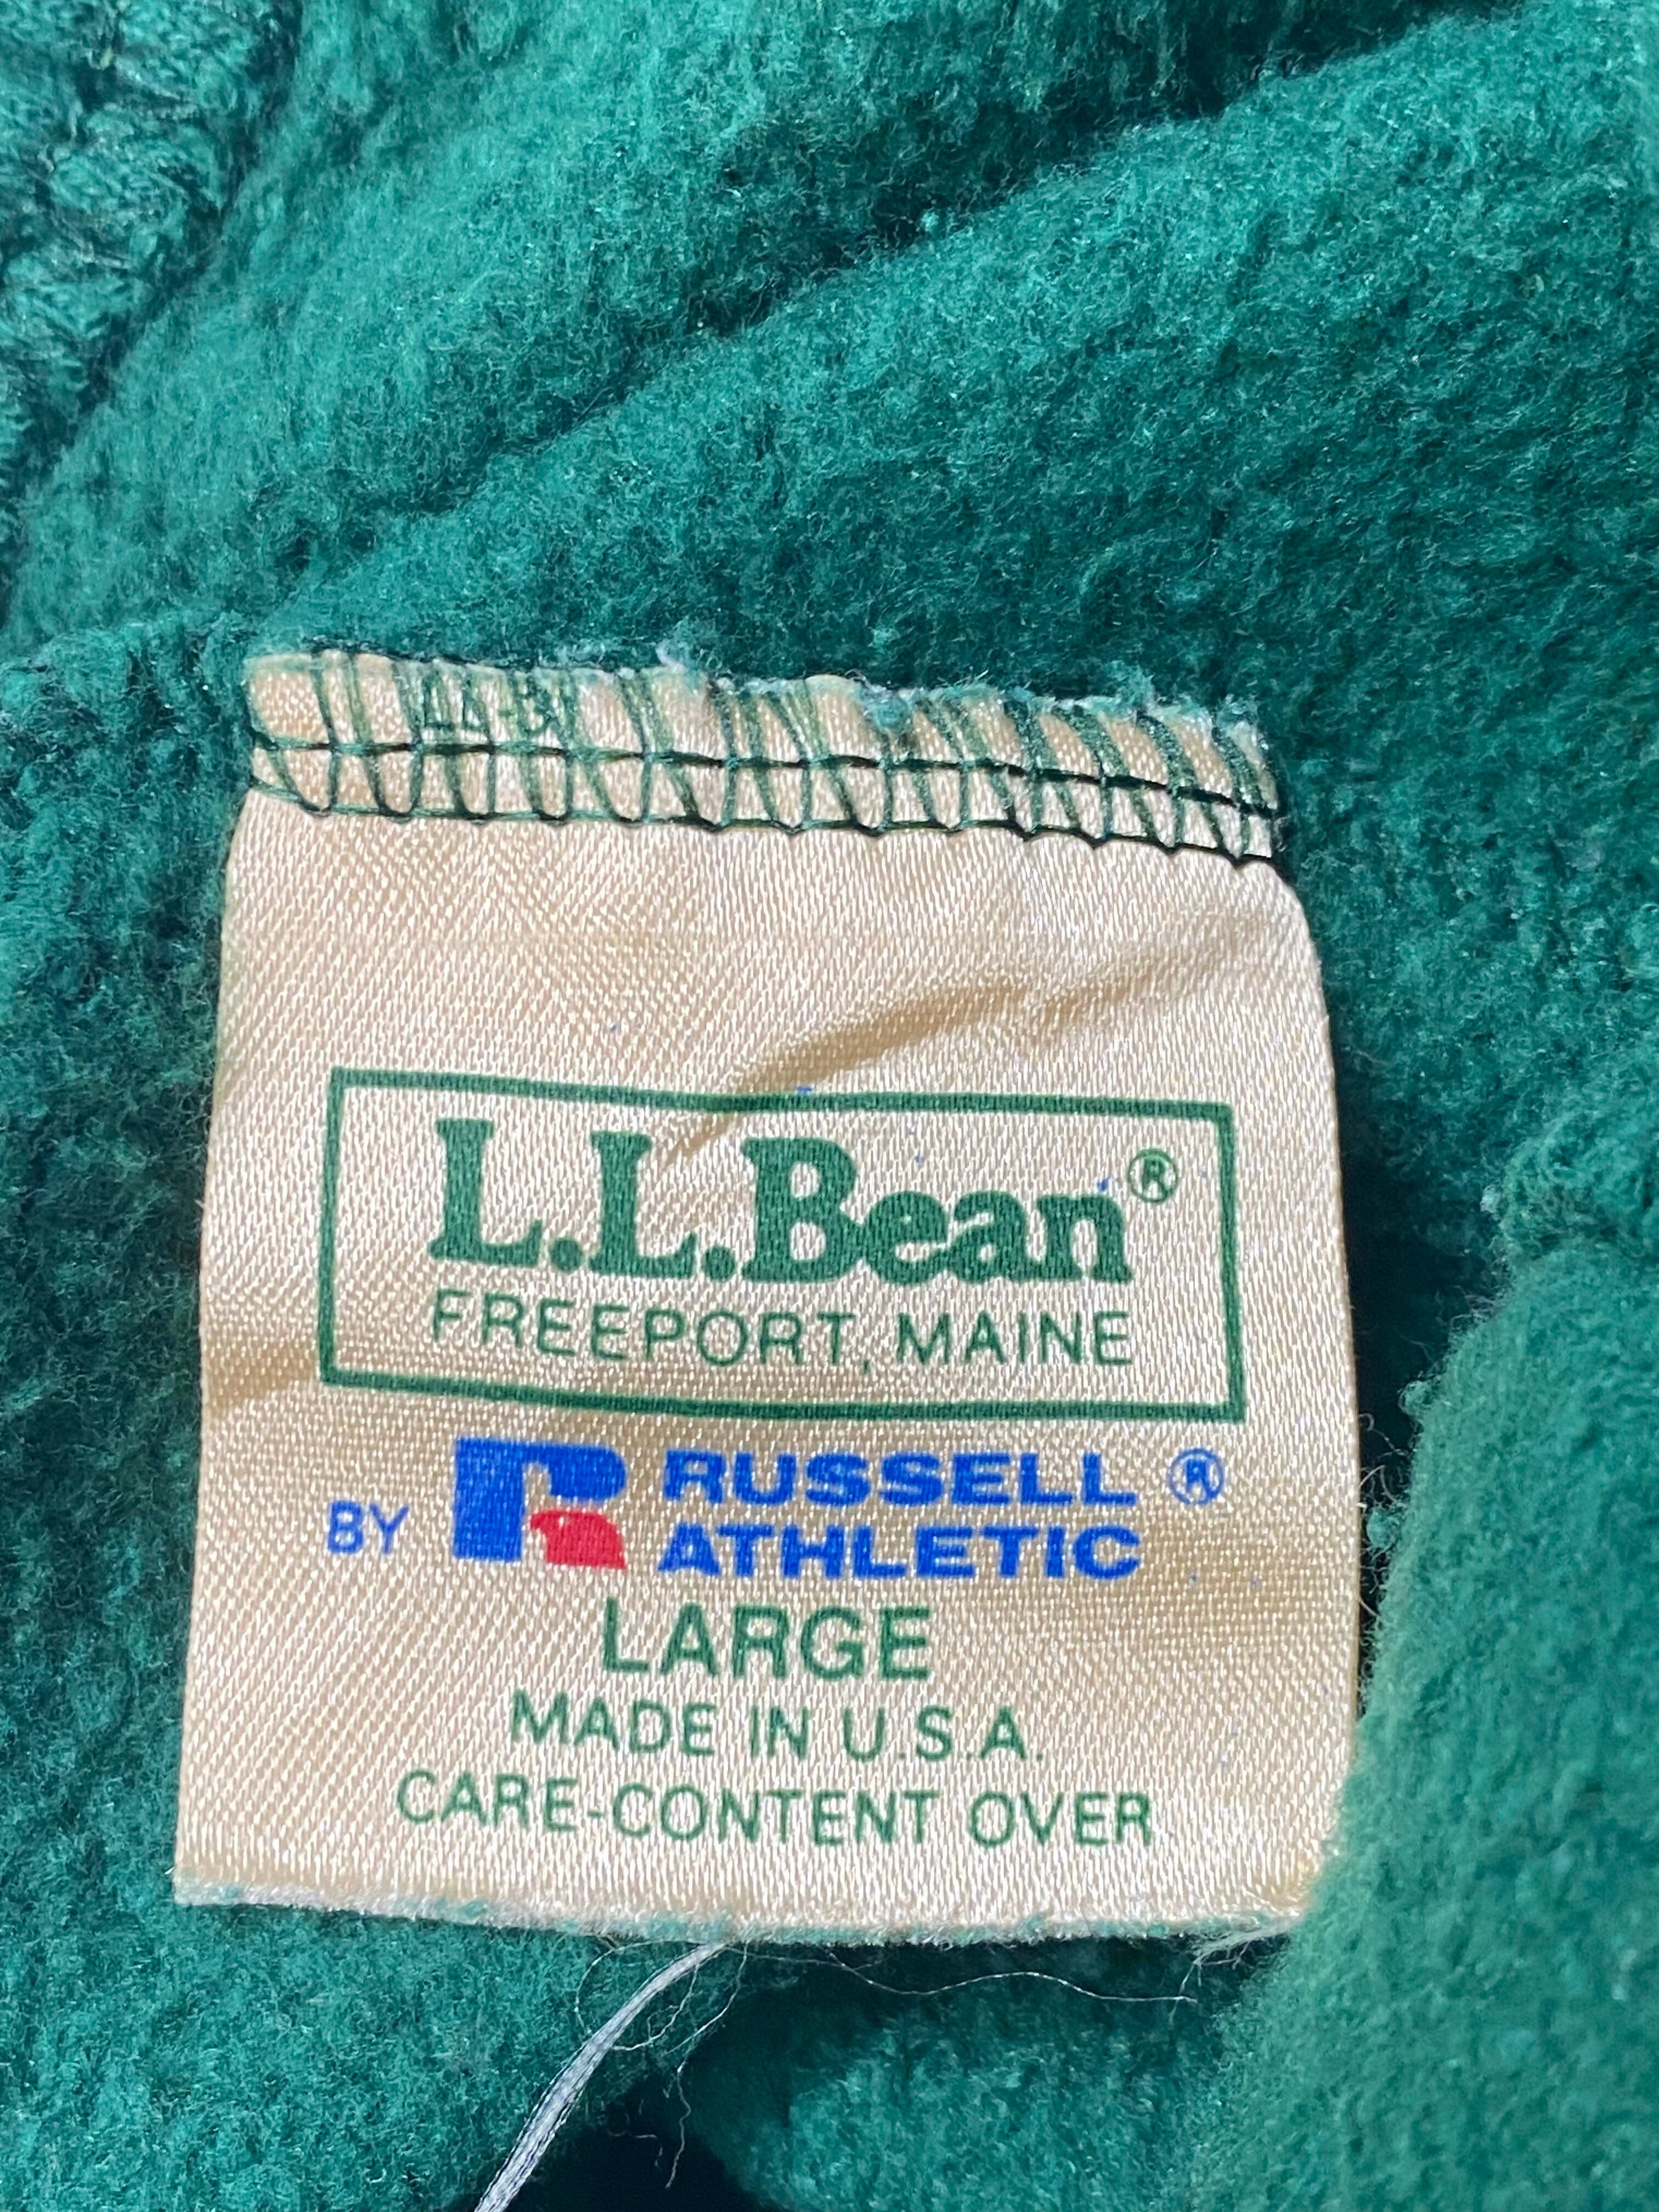 L.L.Bean®
FREEPORT, MAINE
BY RUSSELL ®
ATHLETIC
LARGE
MADE IN U.S.A.
CARE-CONTENT OVER